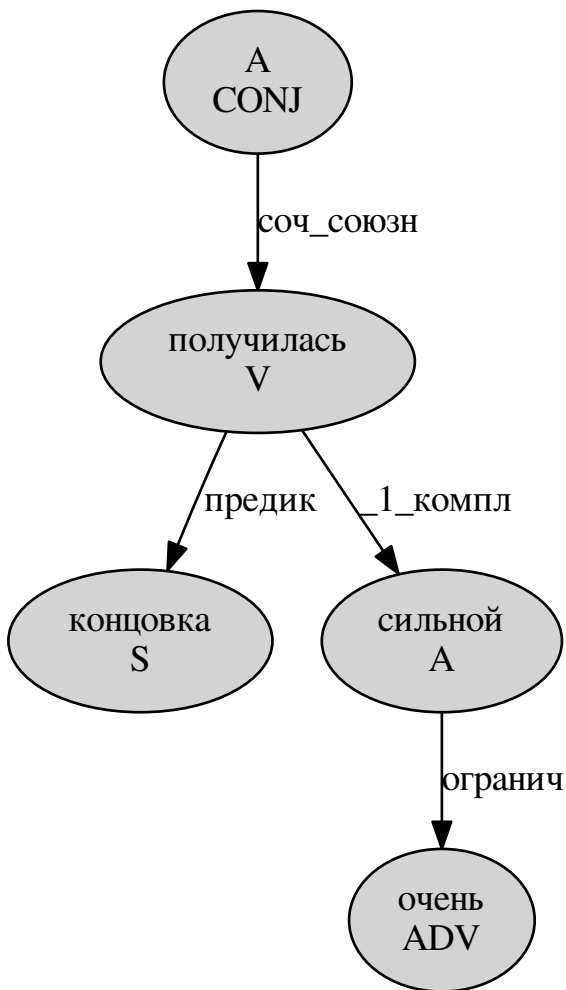 А
CONJ
соч_союзн
получилась
V
предик
_1_компл
концовка
S
сильной
A
огранич
очень
ADV